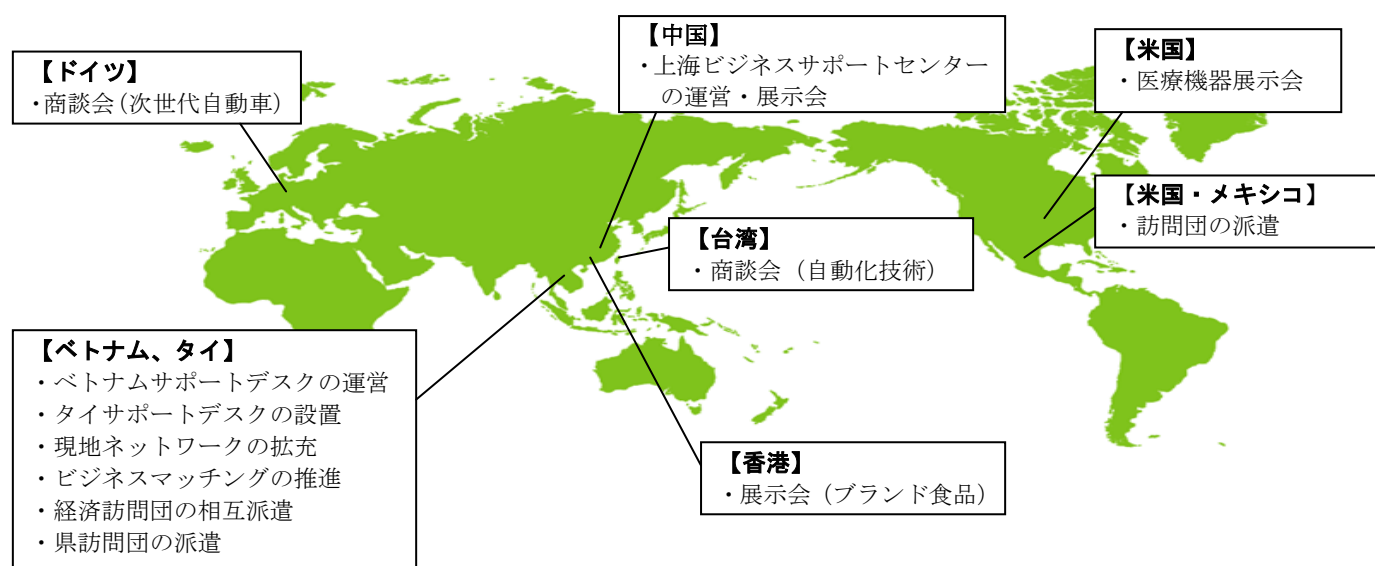 【ドイツ】
・商談会(次世代自動車)
【中国】
・上海ビジネスサポートセンター
の運営・展示会
【米国】
・医療機器展示会
【米国・メキシコ】
・訪問団の派遣
【台湾】
・商談会（自動化技術）
【ベトナム、タイ】
・ベトナムサポートデスクの運営
・タイサポートデスクの設置
・現地ネットワークの拡充
・ビジネスマッチングの推進
・経済訪問団の相互派遣
・県訪問団の派遣
【香港】
・展示会（ブランド食品）